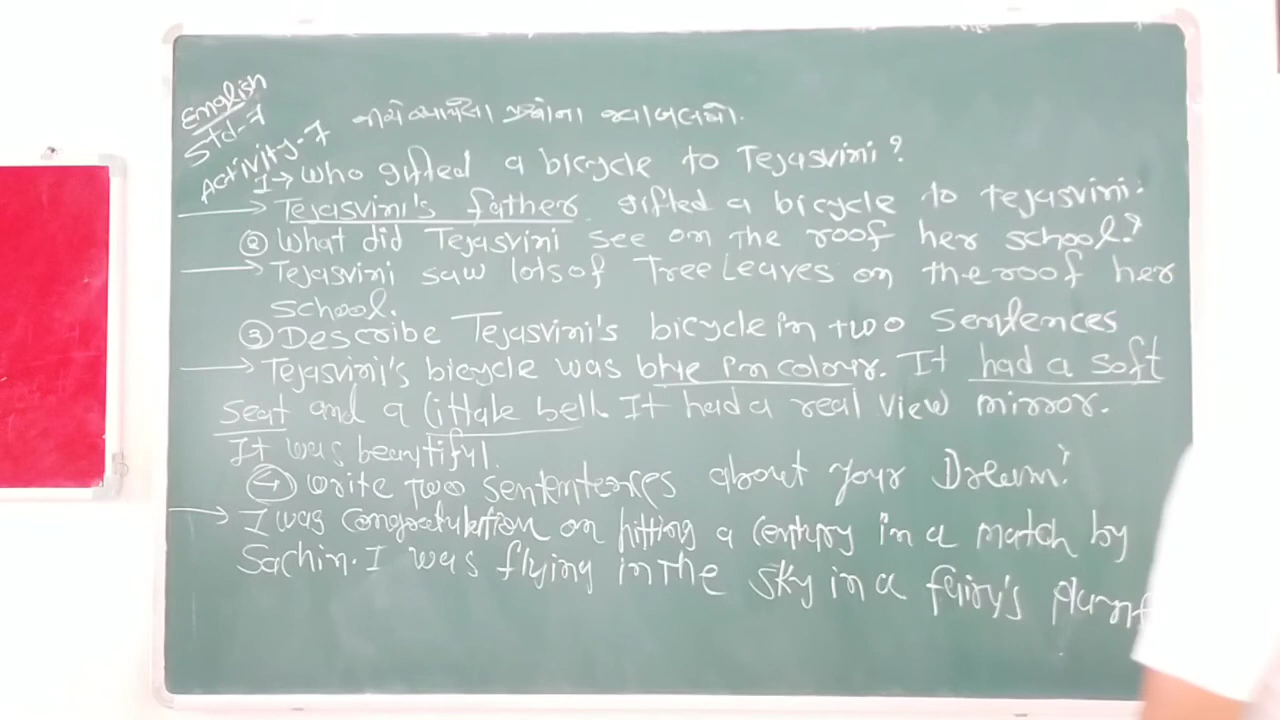 English
Std-7
Activity-7
નીચે આપેલા પ્રશ્નોના જવાબ લખો.
1→ Who gifted a bicycle to Tejasvini?
→ Tejasvini's father gifted a bicycle to tejasvini.
② What did Tejasvini see on the roof her school?
→ Tejasvini saw lots of Tree Leaves on the roof her
school.
③ Describe Tejasvini's bicycle in two sentences
→ Tejasvini's bicycle was blue in colour. It had a soft
seat and a littale bell. It had a real view mirror.
It was beautiful.
④ write two sententences about your Dream?
→ I was congratulation on hitting a century in a match by
Sachin. I was flying in the sky in a fairy's